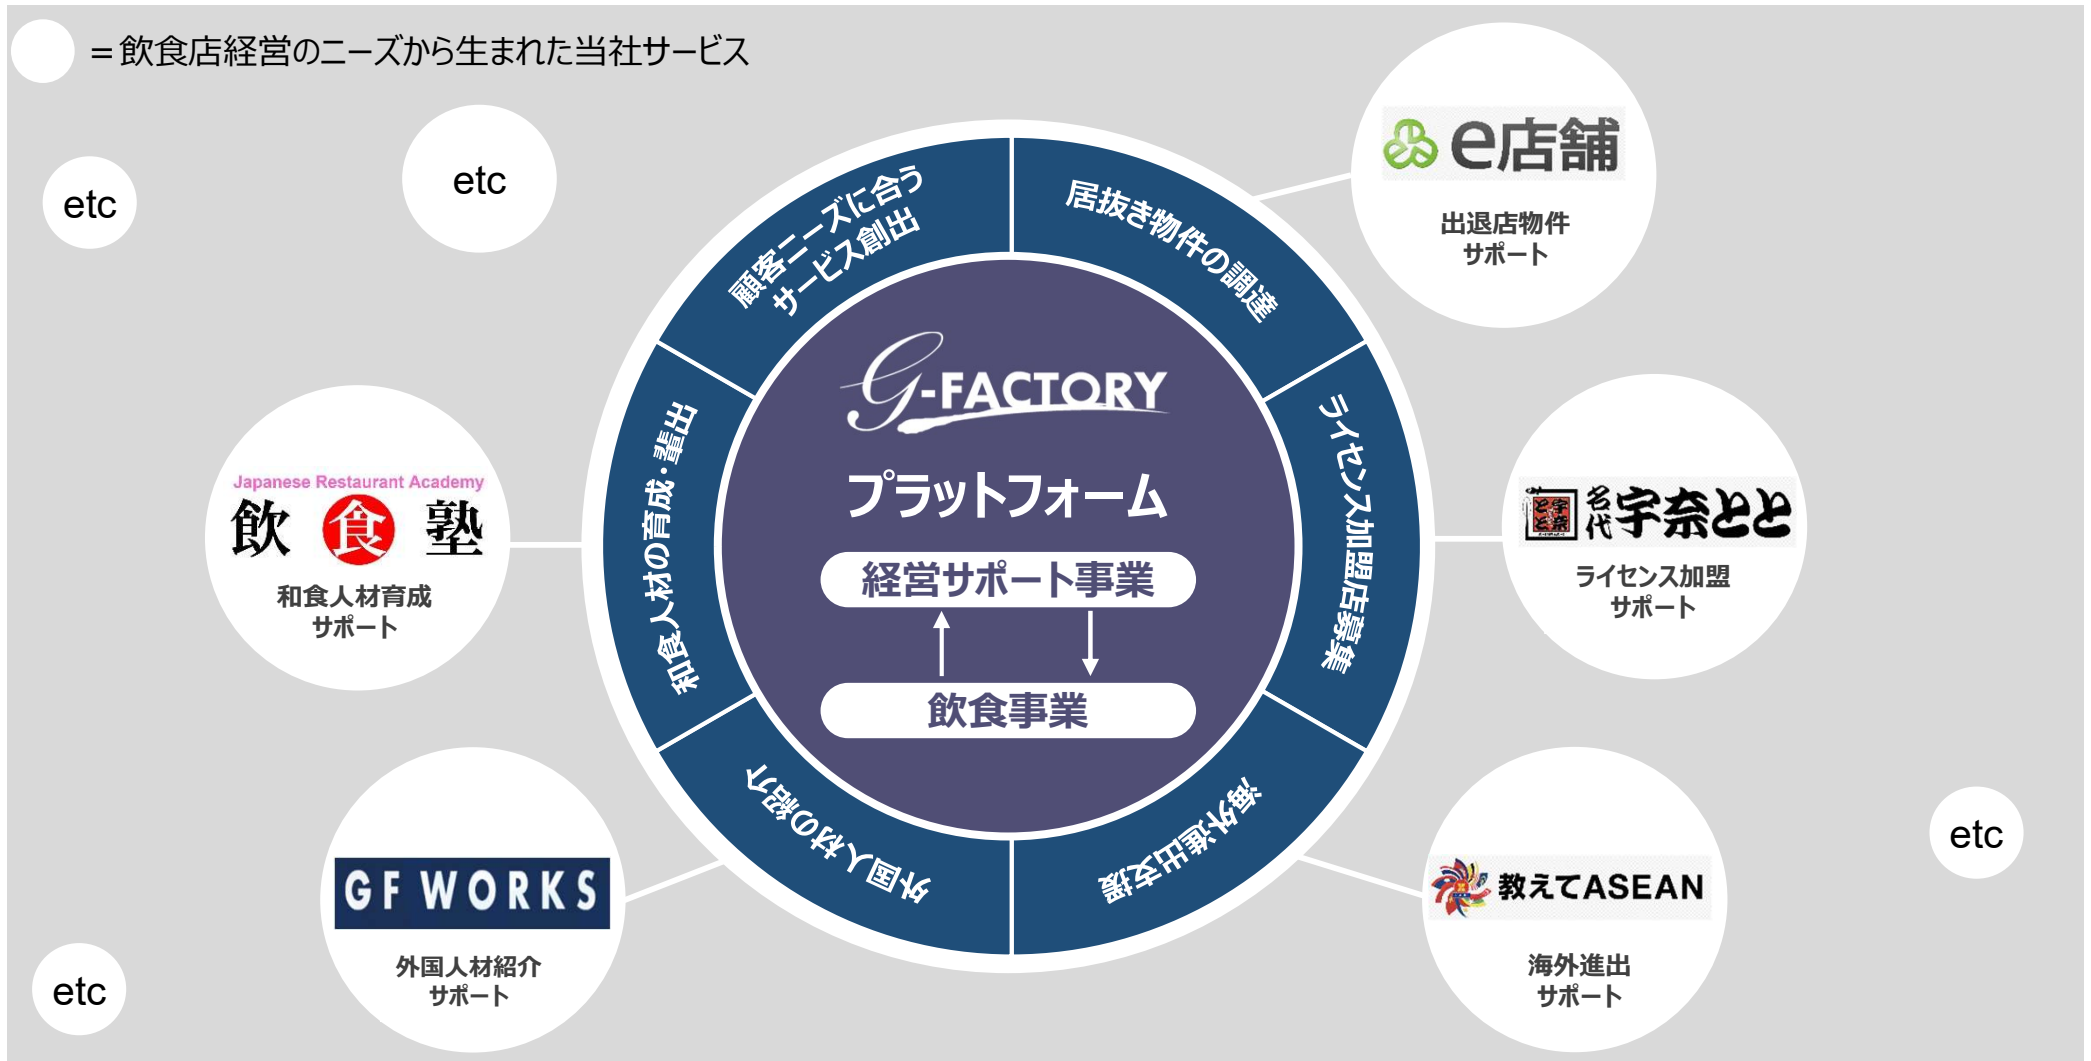 =飲食店経営のニーズから生まれた当社サービス
etc
etc
e店舗
出退店物件
サポート
顧客ニーズに合う
サービス創出
居抜き物件の調達
G-FACTORY
プラットフォーム
経営サポート事業
飲食事業
和食人材の育成・輩出
ライセンス加盟店募集
外国人材の紹介
海外進出支援
Japanese Restaurant Academy
飲食塾
和食人材育成
サポート
名代宇奈とと
ライセンス加盟
サポート
GF WORKS
外国人材紹介
サポート
教えてASEAN
海外進出
サポート
etc
etc